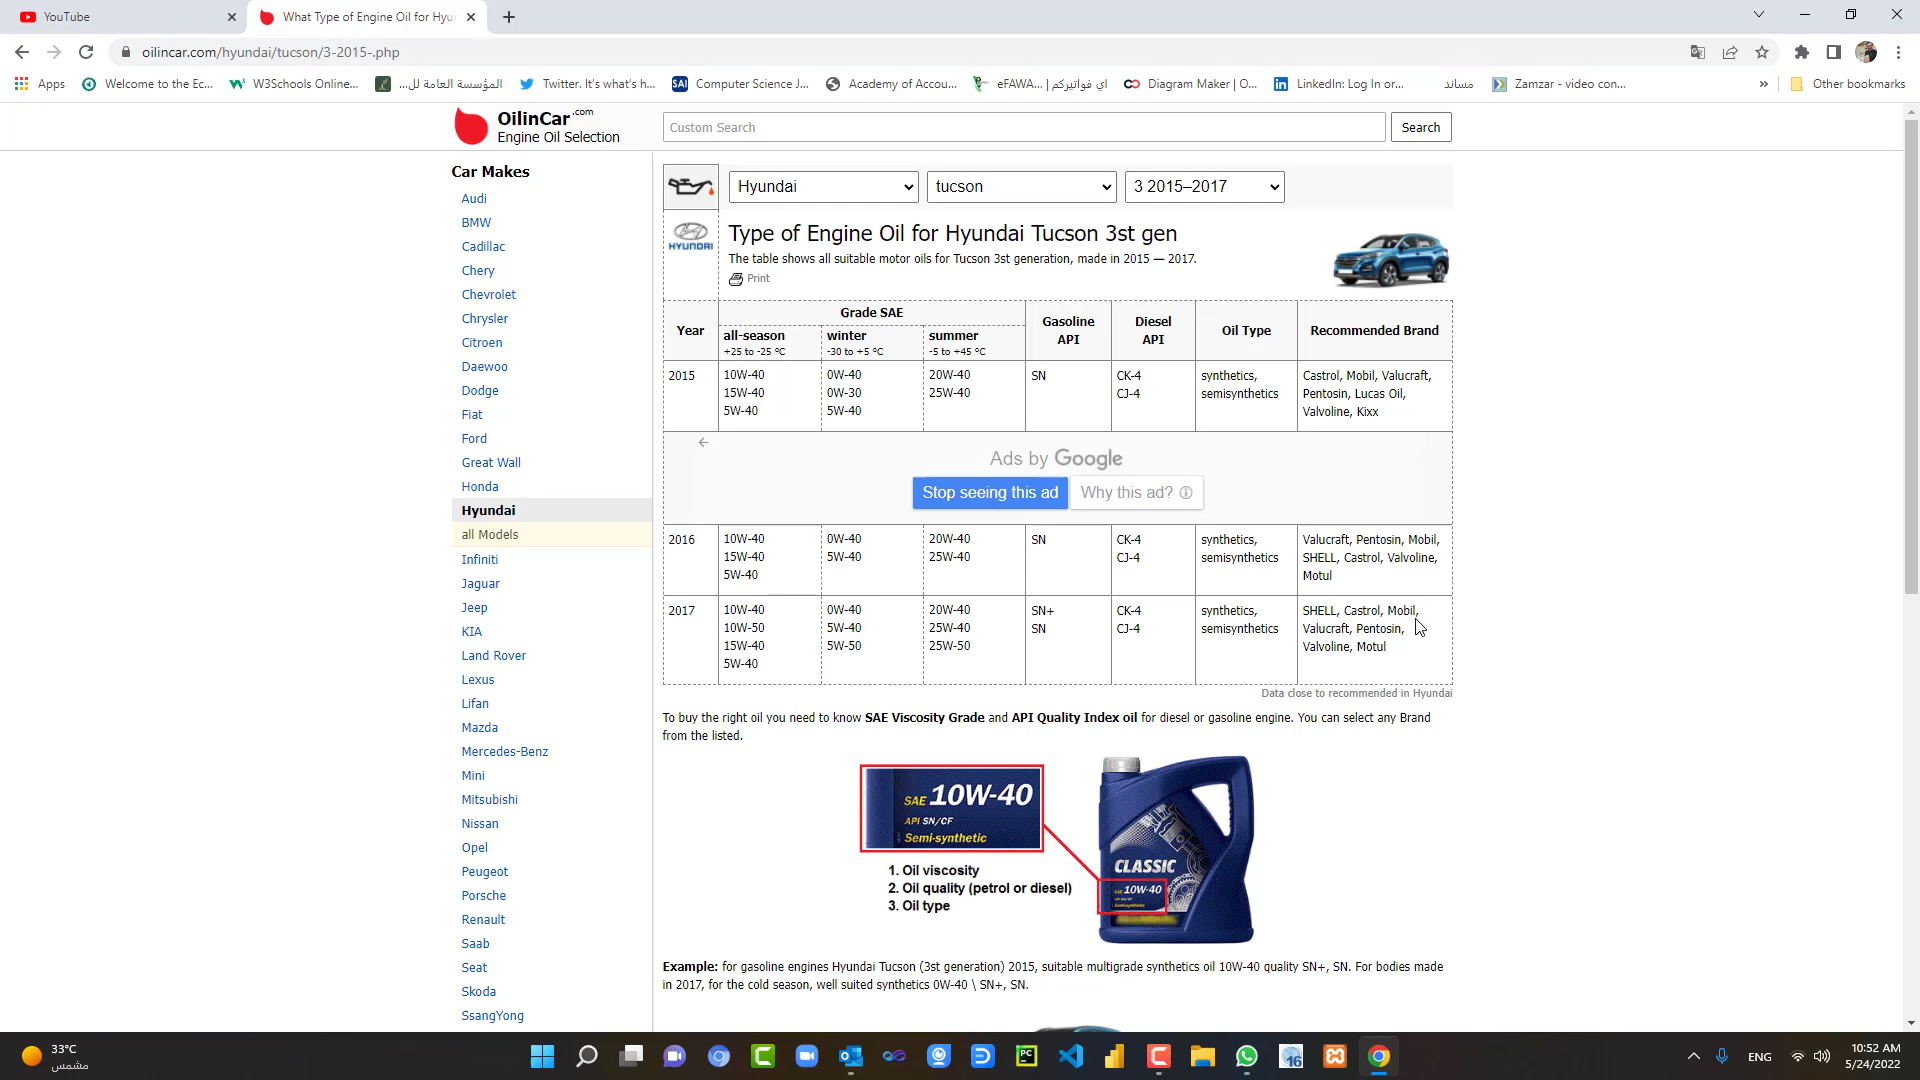 YouTube
What Type of Engine Oil for Hyun
oilincar.com/hyundai/tucson/3-2015-.php
Apps
Welcome to the Ec...
W3Schools Online...
المؤسسة العامة لل...
Twitter. It's what's h...
Computer Science J...
Academy of Accou...
eFAWA... | اي فواتيركم
Diagram Maker | O...
LinkedIn: Log In or...
مساند
Zamzar - video con...
Other bookmarks
OilinCar .com
Engine Oil Selection
Custom Search
Search
Car Makes
Audi
BMW
Cadillac
Chery
Chevrolet
Chrysler
Citroen
Daewoo
Dodge
Fiat
Ford
Great Wall
Honda
Hyundai
all Models
Infiniti
Jaguar
Jeep
KIA
Land Rover
Lexus
Lifan
Mazda
Mercedes-Benz
Mini
Mitsubishi
Nissan
Opel
Peugeot
Porsche
Renault
Saab
Seat
Skoda
SsangYong
Hyundai
tucson
3 2015–2017
HYUNDAI
Type of Engine Oil for Hyundai Tucson 3st gen
The table shows all suitable motor oils for Tucson 3st generation, made in 2015 — 2017.
Print
Year
Grade SAE
all-season
+25 to -25 °C
winter
-30 to +5 °C
summer
-5 to +45 °C
Gasoline
API
Diesel
API
Oil Type
Recommended Brand
2015
10W-40
15W-40
5W-40
0W-40
0W-30
5W-40
20W-40
25W-40
SN
CK-4
CJ-4
synthetics,
semisynthetics
Castrol, Mobil, Valucraft,
Pentosin, Lucas Oil,
Valvoline, Kixx
Ads by Google
Stop seeing this ad
Why this ad?
2016
10W-40
15W-40
5W-40
0W-40
5W-40
20W-40
25W-40
SN
CK-4
CJ-4
synthetics,
semisynthetics
Valucraft, Pentosin, Mobil,
SHELL, Castrol, Valvoline,
Motul
2017
10W-40
10W-50
15W-40
5W-40
0W-40
5W-40
5W-50
20W-40
25W-40
25W-50
SN+
SN
CK-4
CJ-4
synthetics,
semisynthetics
SHELL, Castrol, Mobil,
Valucraft, Pentosin,
Valvoline, Motul
Data close to recommended in Hyundai
To buy the right oil you need to know SAE Viscosity Grade and API Quality Index oil for diesel or gasoline engine. You can select any Brand
from the listed.
SAE 10W-40
API SN/CF
Semi-synthetic
1. Oil viscosity
2. Oil quality (petrol or diesel)
3. Oil type
CLASSIC
SAE 10W-40
API SN/CF
Semi-synthetic
Example: for gasoline engines Hyundai Tucson (3st generation) 2015, suitable multigrade synthetics oil 10W-40 quality SN+, SN. For bodies made
in 2017, for the cold season, well suited synthetics 0W-40 \ SN+, SN.
33°C
مشمس
ENG
10:52 AM
5/24/2022